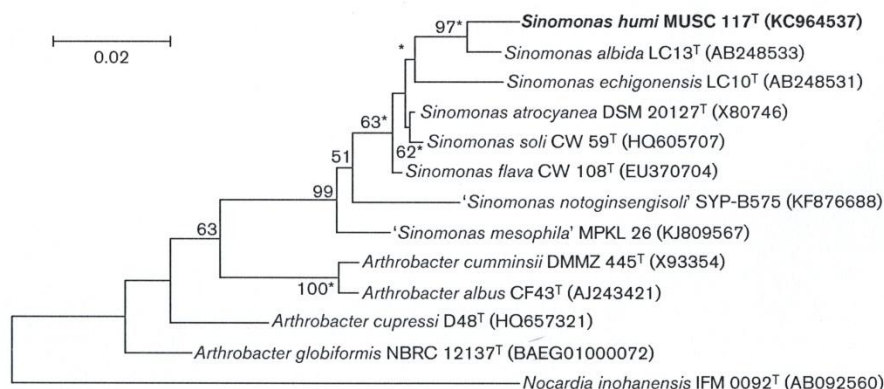 Sinomonas humi MUSC 117ᵀ (KC964537)
97*
Sinomonas albida LC13ᵀ (AB248533)
*
0.02
Sinomonas echigonensis LC10ᵀ (AB248531)
Sinomonas atrocyanea DSM 20127ᵀ (X80746)
63*
Sinomonas soli CW 59ᵀ (HQ605707)
62*
51
Sinomonas flava CW 108ᵀ (EU370704)
99
‘Sinomonas notoginsengisoli’ SYP-B575 (KF876688)
63
‘Sinomonas mesophila’ MPKL 26 (KJ809567)
Arthrobacter cumminsii DMMZ 445ᵀ (X93354)
100*
Arthrobacter albus CF43ᵀ (AJ243421)
Arthrobacter cupressi D48ᵀ (HQ657321)
Arthrobacter globiformis NBRC 12137ᵀ (BAEG01000072)
Nocardia inohanensis IFM 0092ᵀ (AB092560)